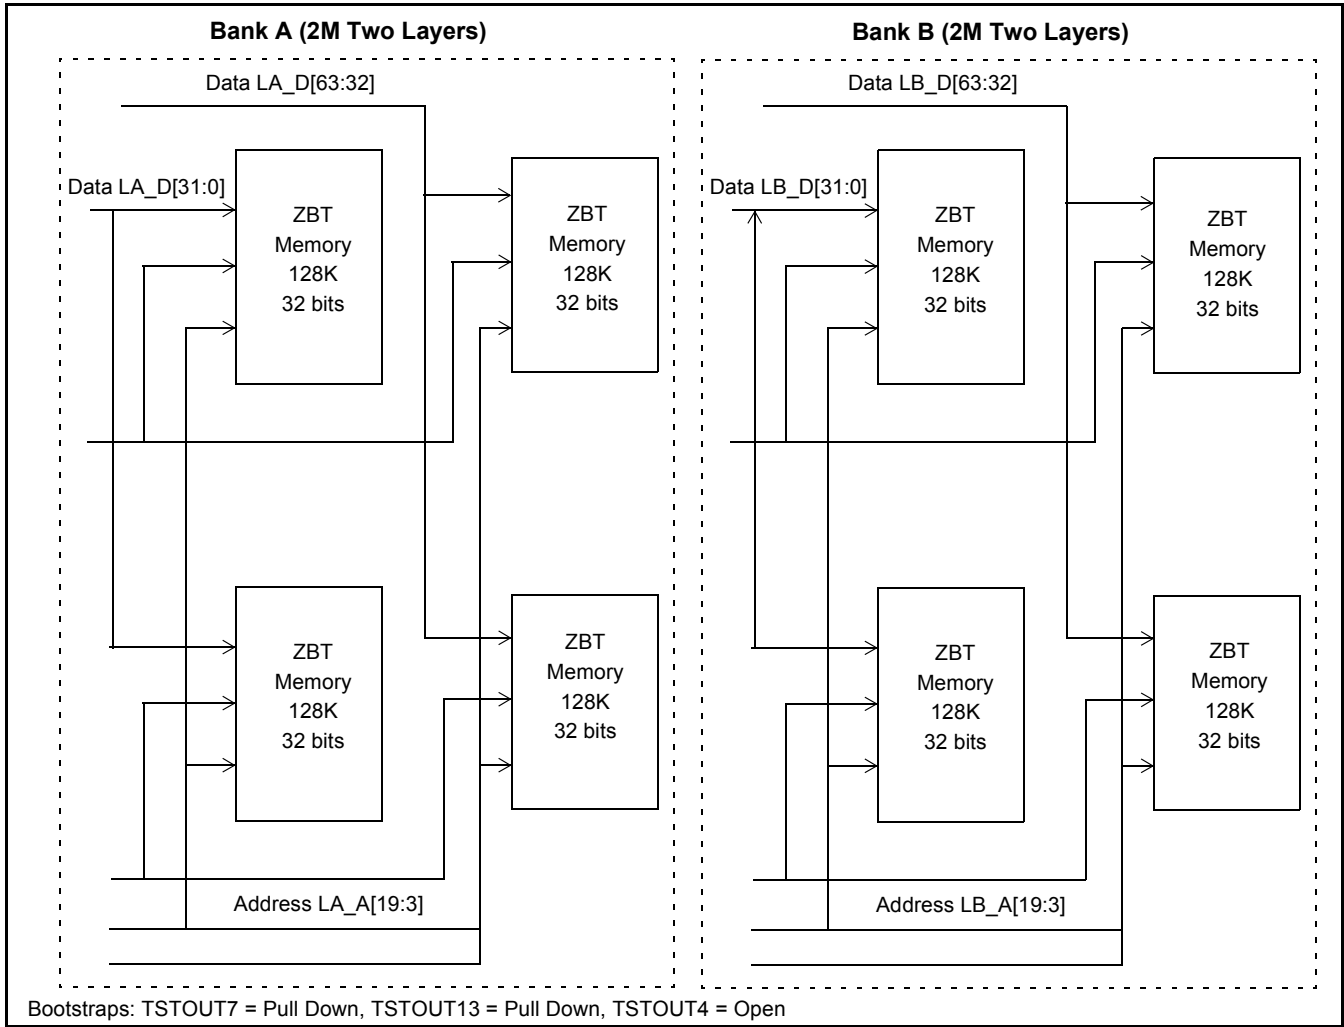 Bank A (2M Two Layers)
Data LA_D[63:32]
Data LA_D[31:0]
ZBT
Memory
128K
32 bits
ZBT
Memory
128K
32 bits
ZBT
Memory
128K
32 bits
ZBT
Memory
128K
32 bits
Address LA_A[19:3]
Bank B (2M Two Layers)
Data LB_D[63:32]
Data LB_D[31:0]
ZBT
Memory
128K
32 bits
ZBT
Memory
128K
32 bits
ZBT
Memory
128K
32 bits
ZBT
Memory
128K
32 bits
Address LB_A[19:3]
Bootstraps: TSTOUT7 = Pull Down, TSTOUT13 = Pull Down, TSTOUT4 = Open